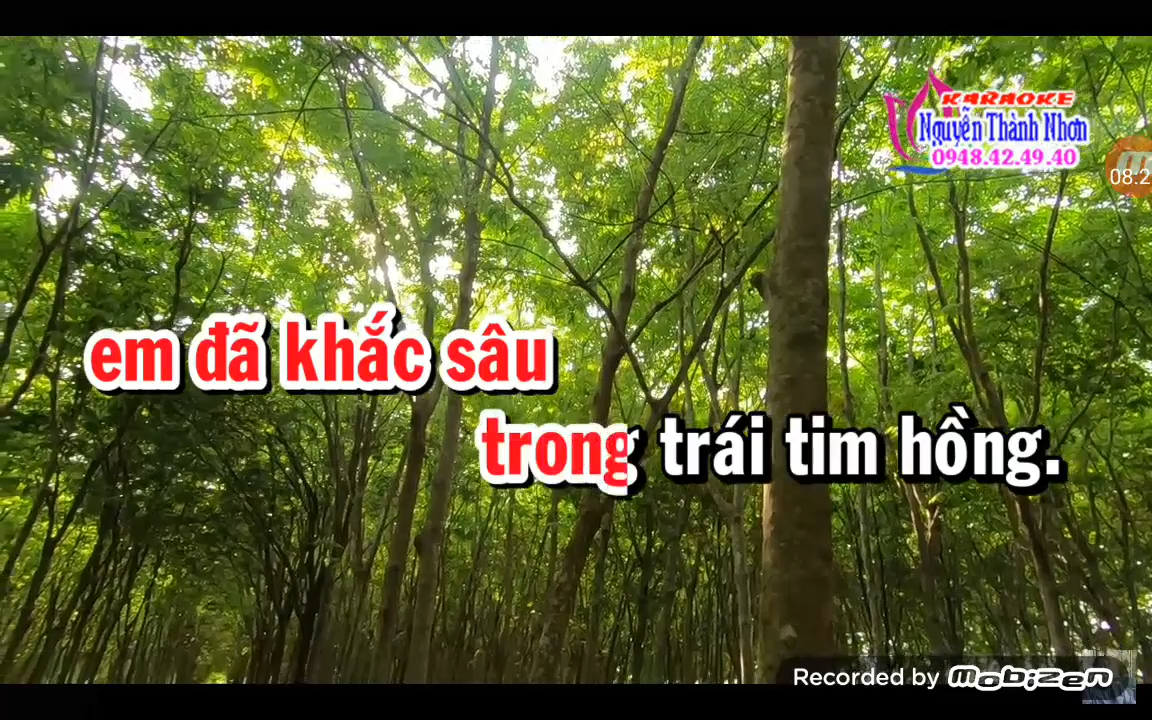 KARAOKE
Nguyễn Thành Nhơn
0948.42.49.40
08:2
em đã khắc sâu
trong trái tim hồng.
Recorded by mobizen